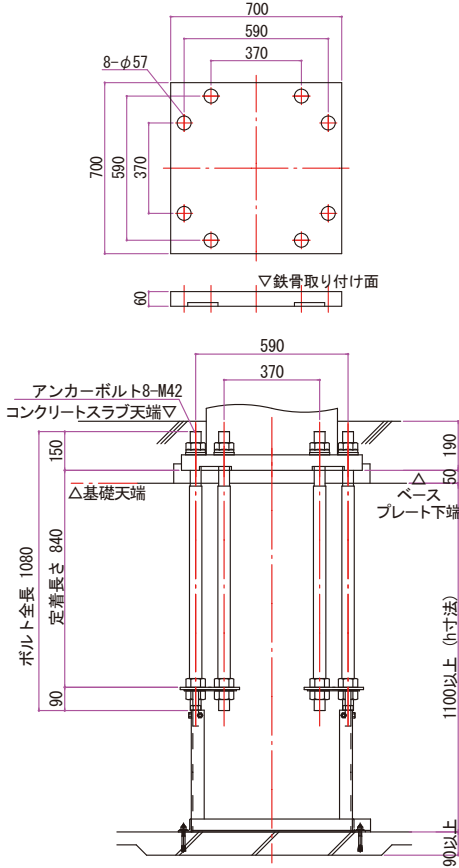 700
590
8-φ57
370
700
590
370
▽鉄骨取り付け面
60
590
370
アンカーボルト8-M42
コンクリートスラブ天端▽
150
190
50
△基礎天端
△
ベース
プレート下端
ボルト全長 1080
定着長さ 840
1100以上 (h寸法)
90
90以上